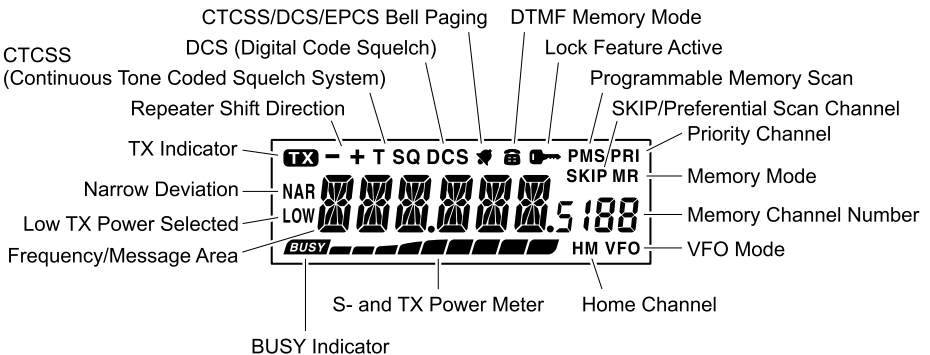 CTCSS/DCS/EPCS Bell Paging
DTMF Memory Mode
DCS (Digital Code Squelch)
Lock Feature Active
CTCSS
(Continuous Tone Coded Squelch System)
Programmable Memory Scan
Repeater Shift Direction
SKIP/Preferential Scan Channel
Priority Channel
TX Indicator
TX - + T SQ DCS PMS PRI
SKIP MR
Memory Mode
Narrow Deviation
NAR
Low TX Power Selected
LOW
5188
Memory Channel Number
Frequency/Message Area
BUSY
HM VFO
VFO Mode
S- and TX Power Meter
Home Channel
BUSY Indicator